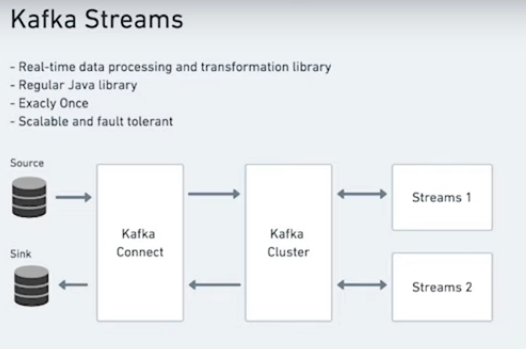 Kafka Streams
- Real-time data processing and transformation library
- Regular Java library
- Exacly Once
- Scalable and fault tolerant
Source
Kafka
Connect
Kafka
Cluster
Streams 1
Sink
Streams 2